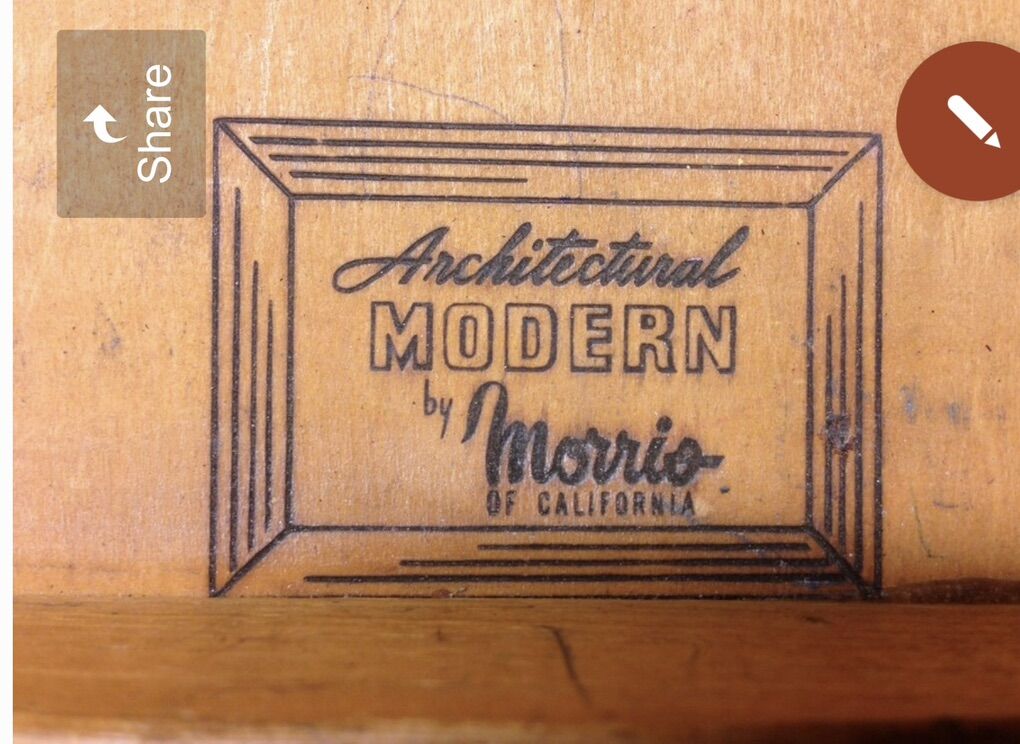 Share
Architectural
MODERN
by Morris
OF CALIFORNIA